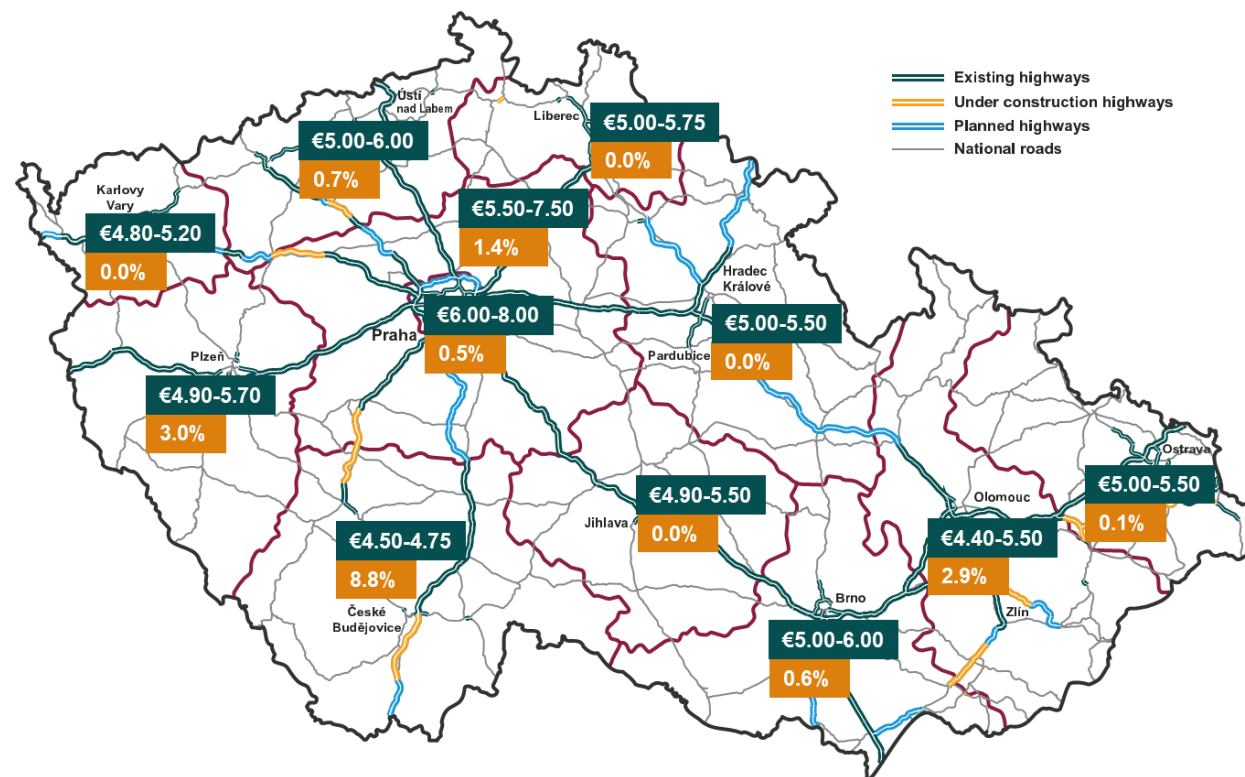 Existing highways
Under construction highways
Planned highways
National roads
Ústí
nad Labem
€5.00-6.00
0.7%
Liberec
€5.00-5.75
0.0%
Karlovy
Vary
€4.80-5.20
0.0%
€5.50-7.50
1.4%
Hradec
Králové
Praha
€6.00-8.00
0.5%
Pardubice
€5.00-5.50
0.0%
Plzeň
€4.90-5.70
3.0%
Ostrava
€5.00-5.50
0.1%
Jihlava
€4.90-5.50
0.0%
Olomouc
€4.40-5.50
2.9%
Zlín
€4.50-4.75
8.8%
České
Budějovice
Brno
€5.00-6.00
0.6%